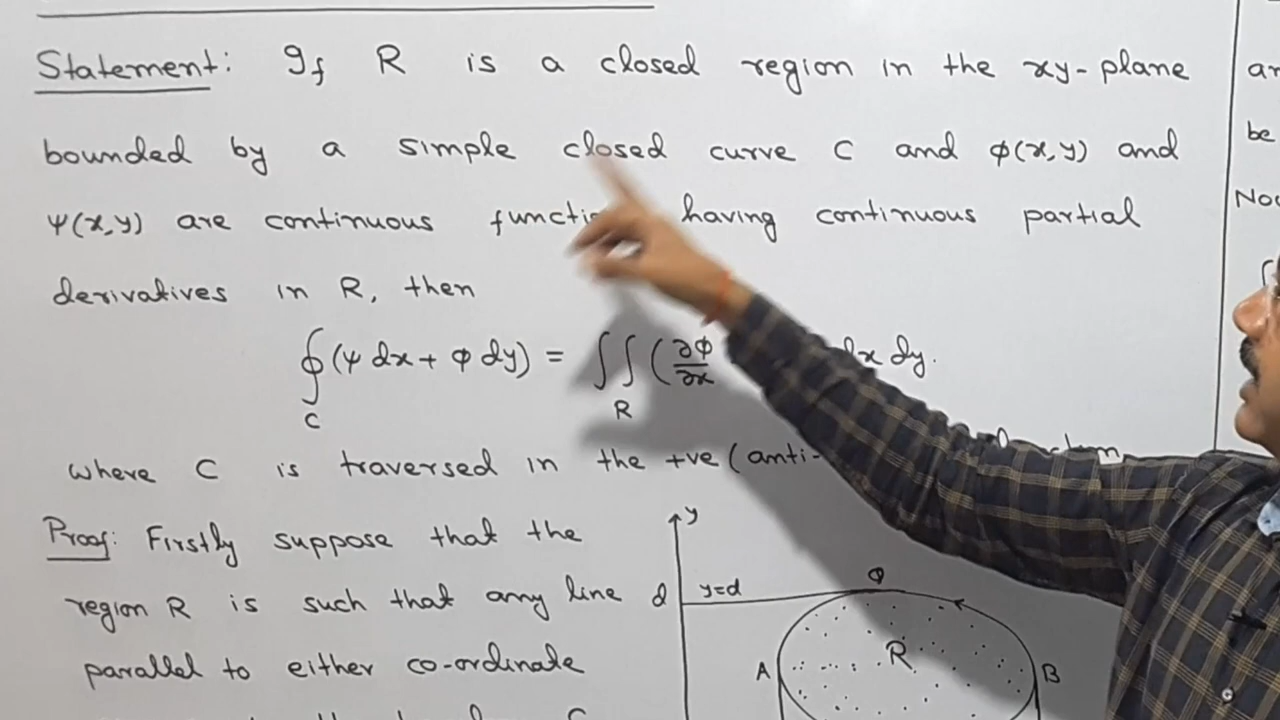 Statement: If R is a closed region in the xy-plane
bounded by a simple closed curve C and φ(x,y) and
ψ(x,y) are continuous having continuous partial
derivatives in R, then
∮_C (ψ dx + φ dy) = ∬_R (∂φ/∂x dx dy.
where C is traversed in the +ve (anti-
Proof: Firstly suppose that the
region R is such that any line
parallel to either co-ordinate
y
d y=d Q
R
A B
be